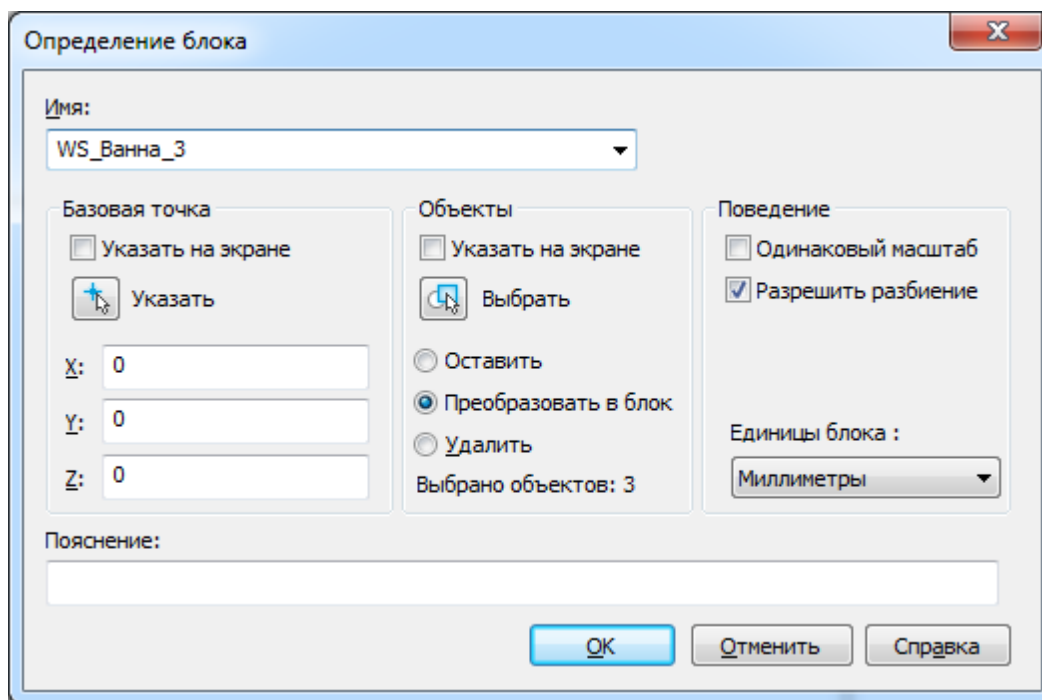 Определение блока
Имя:
WS_Ванна_3
Базовая точка
Указать на экране
Указать
X: 0
Y: 0
Z: 0
Объекты
Указать на экране
Выбрать
Оставить
Преобразовать в блок
Удалить
Выбрано объектов: 3
Поведение
Одинаковый масштаб
Разрешить разбиение
Единицы блока :
Миллиметры
Пояснение:
OK Отменить Справка